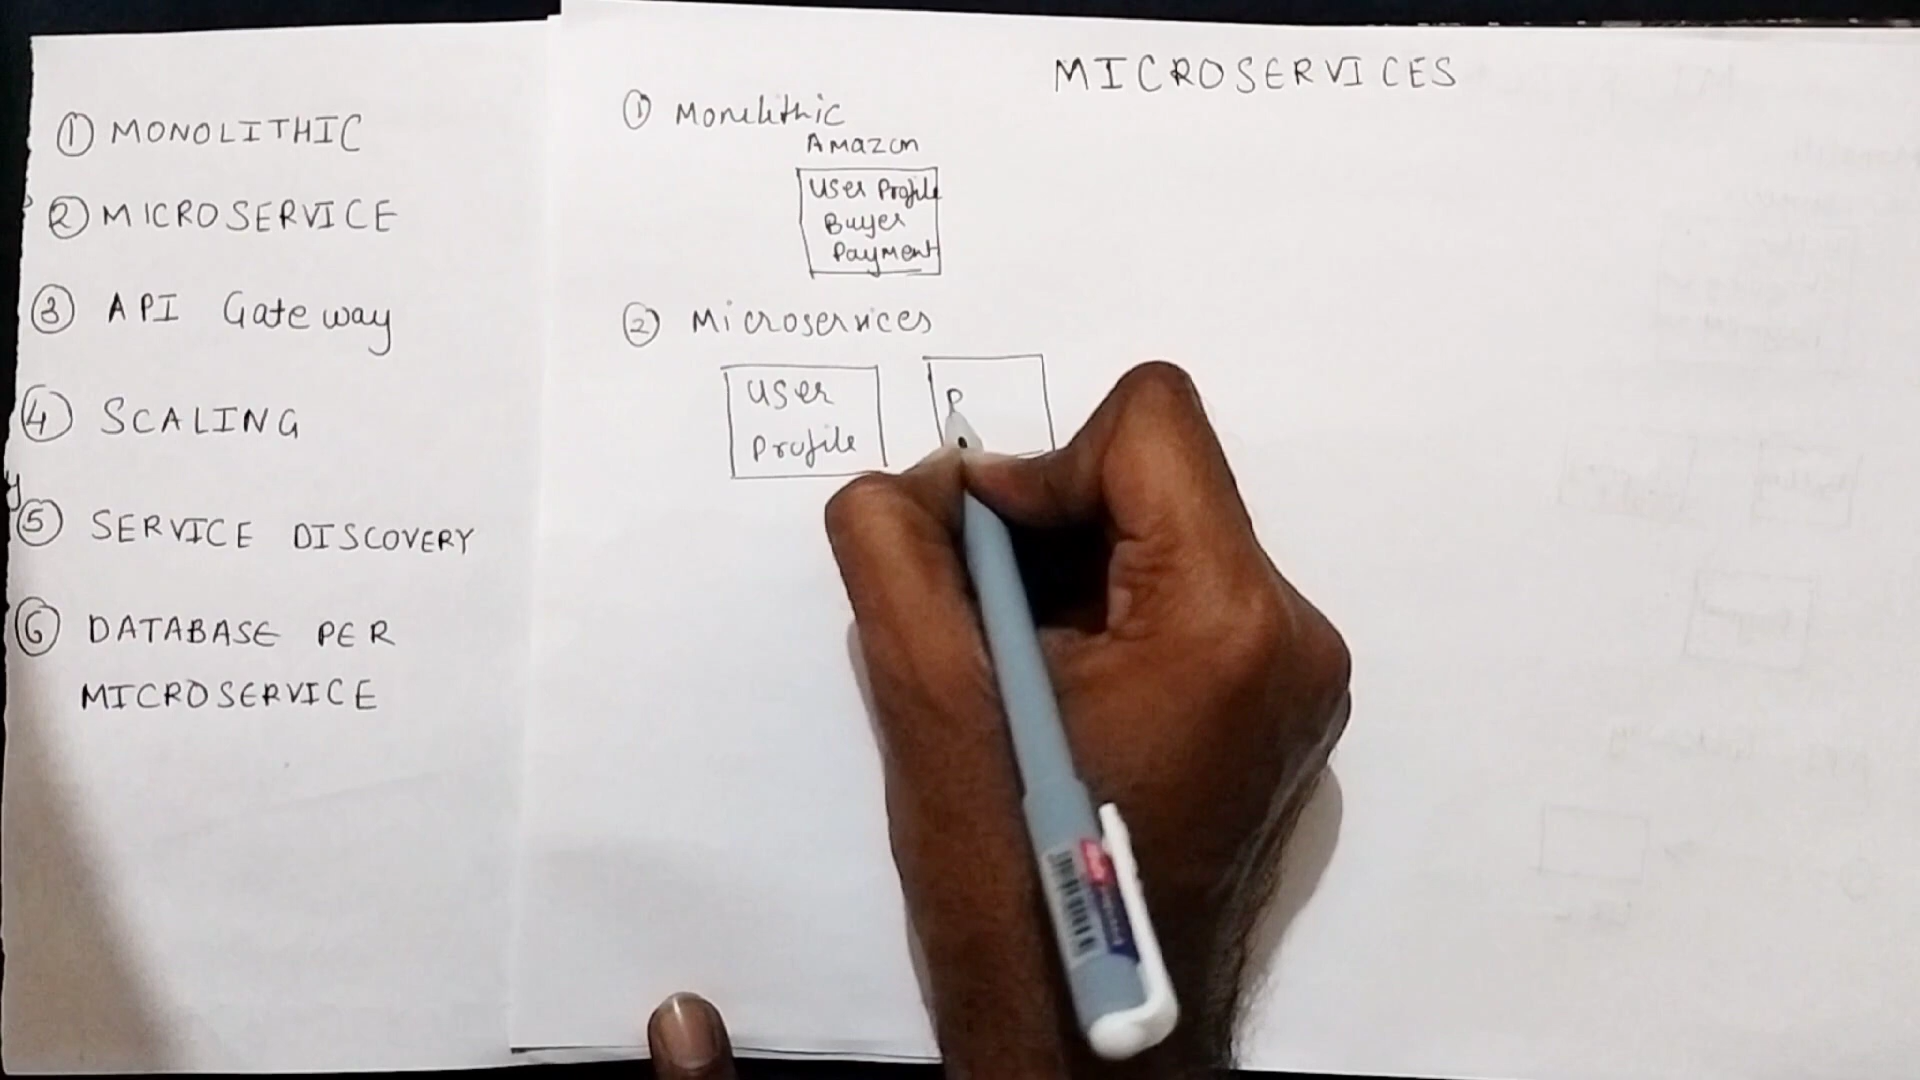 ① MONOLITHIC
② MICROSERVICE
③ API Gateway
④ SCALING
⑤ SERVICE DISCOVERY
⑥ DATABASE PER
MICROSERVICE
MICROSERVICES
① Monolithic
Amazon
User Profile
Buyer
Payment
② Microservices
User
Profile
P